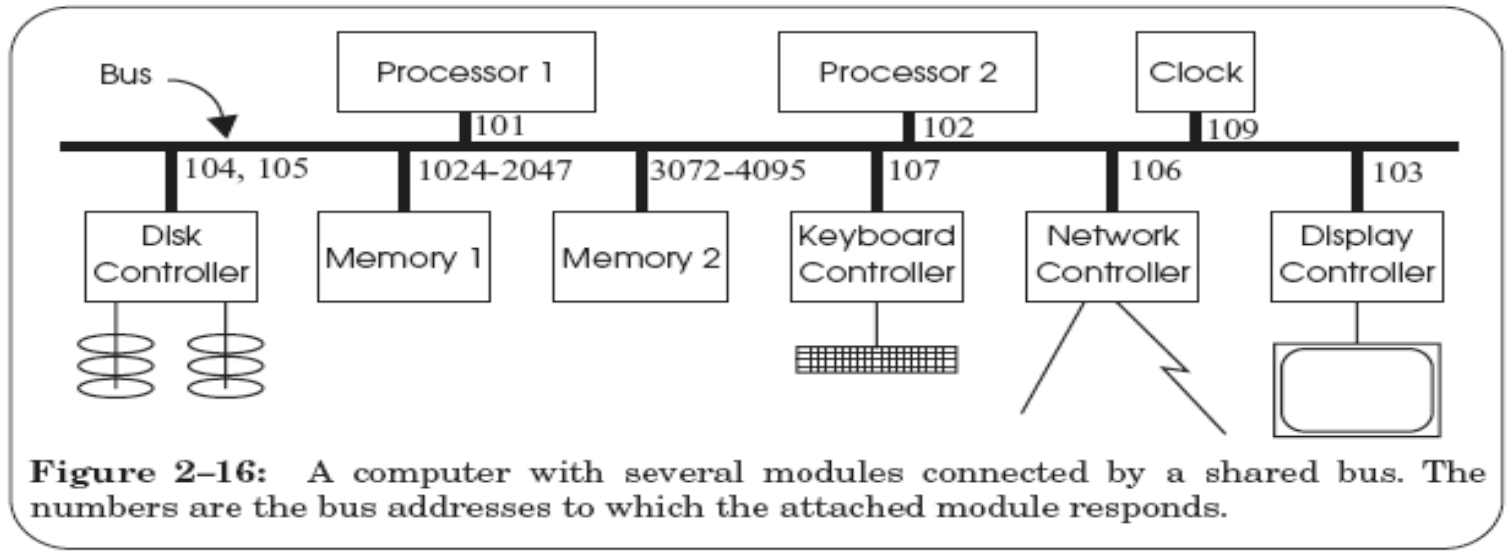 Bus
Processor 1
Processor 2
Clock
101
102
109
104, 105
1024-2047
3072-4095
107
106
103
Disk
Controller
Memory 1
Memory 2
Keyboard
Controller
Network
Controller
Display
Controller
Figure 2–16: A computer with several modules connected by a shared bus. The
numbers are the bus addresses to which the attached module responds.